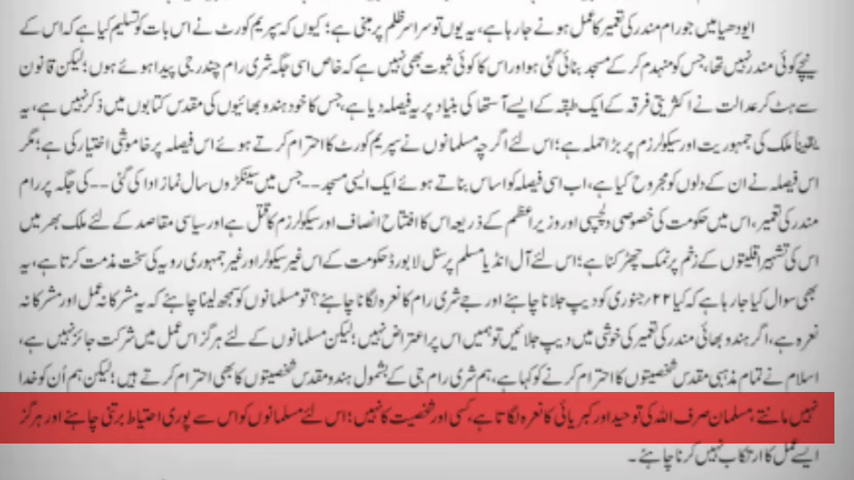 ایودھیا میں جو رام مندر کی تعمیر کا عمل ہونے جا رہا ہے، یہ یوں تو سراسر ظلم پر مبنی ہے؛ کیوں کہ سپریم کورٹ نے اس بات کو تسلیم کیا ہے کہ اس کے
نیچے کوئی مندر نہیں تھا، جس کو منہدم کر کے مسجد بنائی گئی ہو اور اس کا کوئی ثبوت بھی نہیں ہے کہ خاص اسی جگہ شری رام چندر جی پیدا ہوئے ہوں؛ لیکن قانون
سے ہٹ کر عدالت نے اکثریتی فرقہ کے ایک طبقہ کے ایسے آستھا کی بنیاد پر یہ فیصلہ دیا ہے، جس کا خود ہندو بھائیوں کی مقدس کتابوں میں ذکر نہیں ہے، یہ
یقیناً ملک کی جمہوریت اور سیکولرزم پر بڑا حملہ ہے؛ اس لئے اگرچہ مسلمانوں نے سپریم کورٹ کا احترام کرتے ہوئے اس فیصلہ پر خاموشی اختیار کی ہے؛ مگر
اس فیصلہ نے ان کے دلوں کو مجروح کیا ہے، اب اسی فیصلہ کو اساس بناتے ہوئے ایک ایسی مسجد -- جس میں سینکڑوں سال نماز ادا کی گئی -- کی جگہ پر رام
مندر کی تعمیر، اس میں حکومت کی خصوصی دلچسپی اور وزیر اعظم کے ذریعہ اس کا افتتاح انصاف اور سیکولرزم کا قتل ہے اور سیاسی مقاصد کے لئے ملک بھر میں
اس کی تشہیر اقلیتوں کے زخم پر نمک چھڑکنا ہے؛ اس لئے آل انڈیا مسلم پرسنل لا بورڈ حکومت کے اس غیر سیکولر اور غیر جمہوری رویہ کی سخت مذمت کرتا ہے، یہ
بھی سوال کیا جا رہا ہے کہ کیا ۲۲؍جنوری کو دیپ جلانا چاہئے اور جے شری رام کا نعرہ لگانا چاہئے؟ تو مسلمانوں کو سمجھ لینا چاہئے کہ یہ مشرکانہ عمل اور مشرکانہ
نعرہ ہے، اگر ہندو بھائی مندر کی تعمیر کی خوشی میں دیپ جلائیں تو ہمیں اس پر اعتراض نہیں؛ لیکن مسلمانوں کے لئے ہرگز اس عمل میں شرکت جائز نہیں ہے،
اسلام نے تمام مذہبی مقدس شخصیتوں کا احترام کرنے کو کہا ہے، ہم شری رام جی کے بشمول ہندو مقدس شخصیتوں کا بھی احترام کرتے ہیں؛ لیکن ہم اُن کو خدا
نہیں مانتے، مسلمان صرف اللہ کی توحید اور کبریائی کا نعرہ لگاتا ہے، کسی اور شخصیت کا نہیں؛ اس لئے مسلمانوں کو اس سے پوری احتیاط برتنی چاہئے اور ہرگز
ایسے عمل کا ارتکاب نہیں کرنا چاہئے ۔